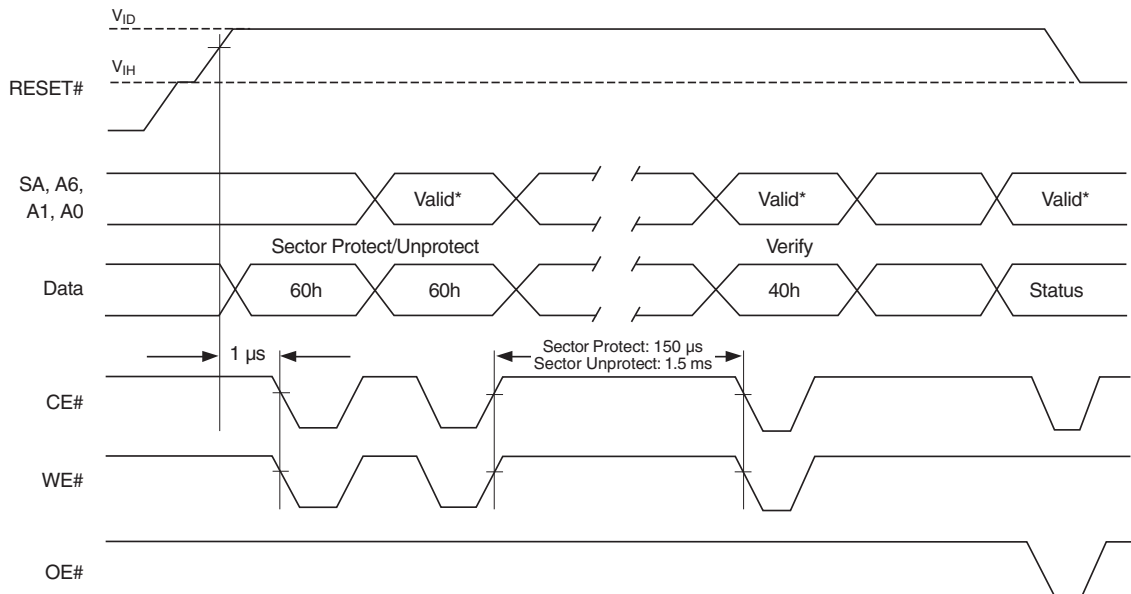 VID
VIH
RESET#
SA, A6,
A1, A0
Valid*
Valid*
Valid*
Sector Protect/Unprotect
Verify
Data
60h
60h
40h
Status
1 µs
Sector Protect: 150 µs
Sector Unprotect: 1.5 ms
CE#
WE#
OE#